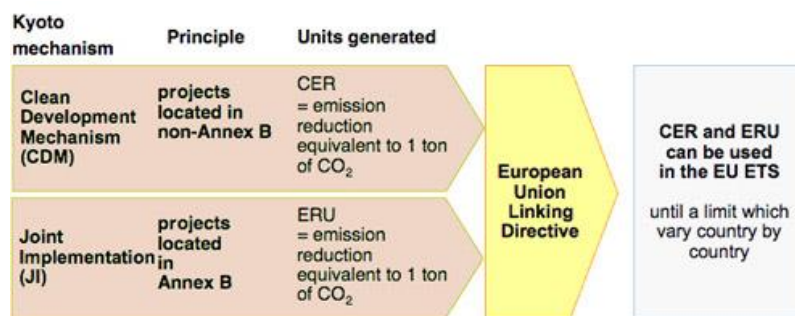 Kyoto
mechanism
Principle
Units generated
Clean
Development
Mechanism
(CDM)
projects
located in
non-Annex B
CER
= emission
reduction
equivalent to 1 ton
of CO₂
Joint
Implementation
(JI)
projects
located
in
Annex B
ERU
= emission
reduction
equivalent to 1 ton
of CO₂
European
Union
Linking
Directive
CER and ERU
can be used
in the EU ETS
until a limit which
vary country by
country